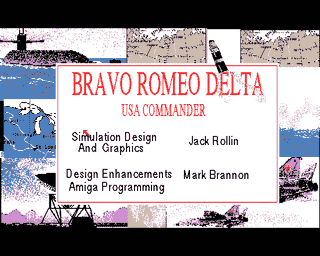 BRAVO ROMEO DELTA
USA COMMANDER
Simulation Design And Graphics
Jack Rollin
Design Enhancements Amiga Programming
Mark Brannon